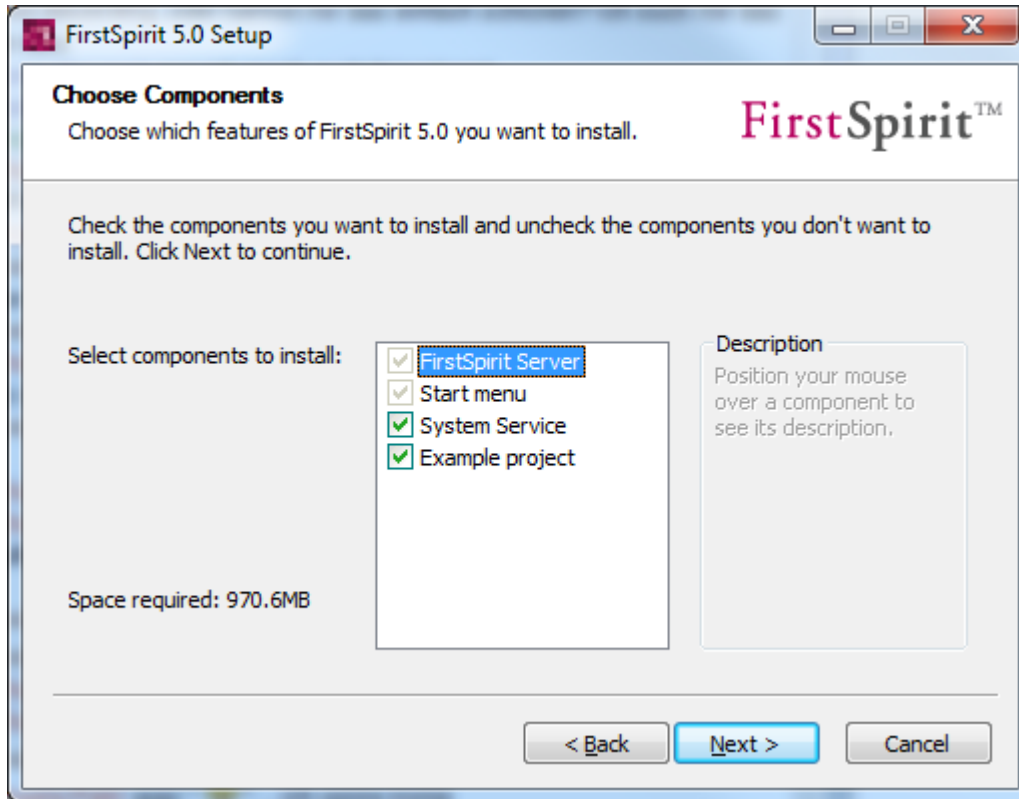 FirstSpirit 5.0 Setup
Choose Components
Choose which features of FirstSpirit 5.0 you want to install.
FirstSpirit™
Check the components you want to install and uncheck the components you don't want to
install. Click Next to continue.
Select components to install:
FirstSpirit Server
Start menu
System Service
Example project
Description
Position your mouse
over a component to
see its description.
Space required: 970.6MB
< Back
Next >
Cancel